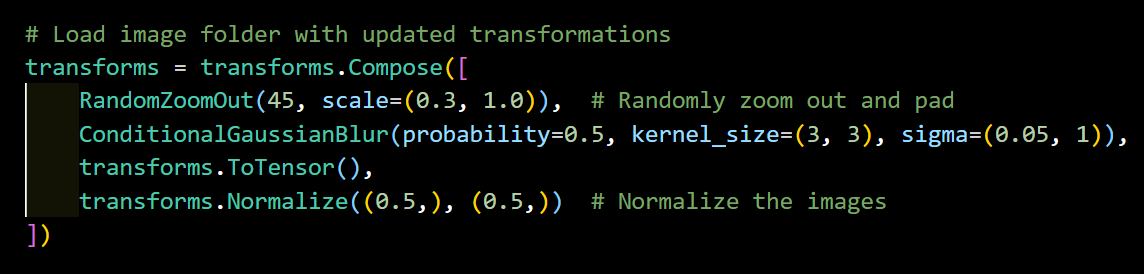 # Load image folder with updated transformations
transforms = transforms.Compose([
    RandomZoomOut(45, scale=(0.3, 1.0)),  # Randomly zoom out and pad
    ConditionalGaussianBlur(probability=0.5, kernel_size=(3, 3), sigma=(0.05, 1)),
    transforms.ToTensor(),
    transforms.Normalize((0.5,), (0.5,))  # Normalize the images
])